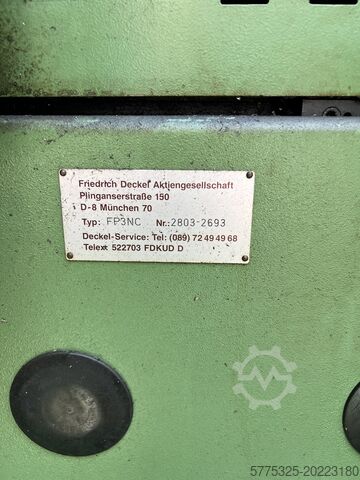 Friedrich Deckel Aktiengesellschaft
Plinganserstraße 150
D-8 München 70
Typ: FP3NC Nr.: 2803-2693
Deckel-Service: Tel: (089) 72 49 49 68
Telex 522703 FDKUD D
5775325-20223180